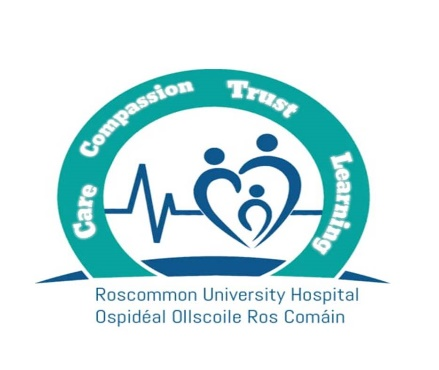 Care Compassion Trust Learning
Roscommon University Hospital
Ospidéal Ollscoile Ros Comáin